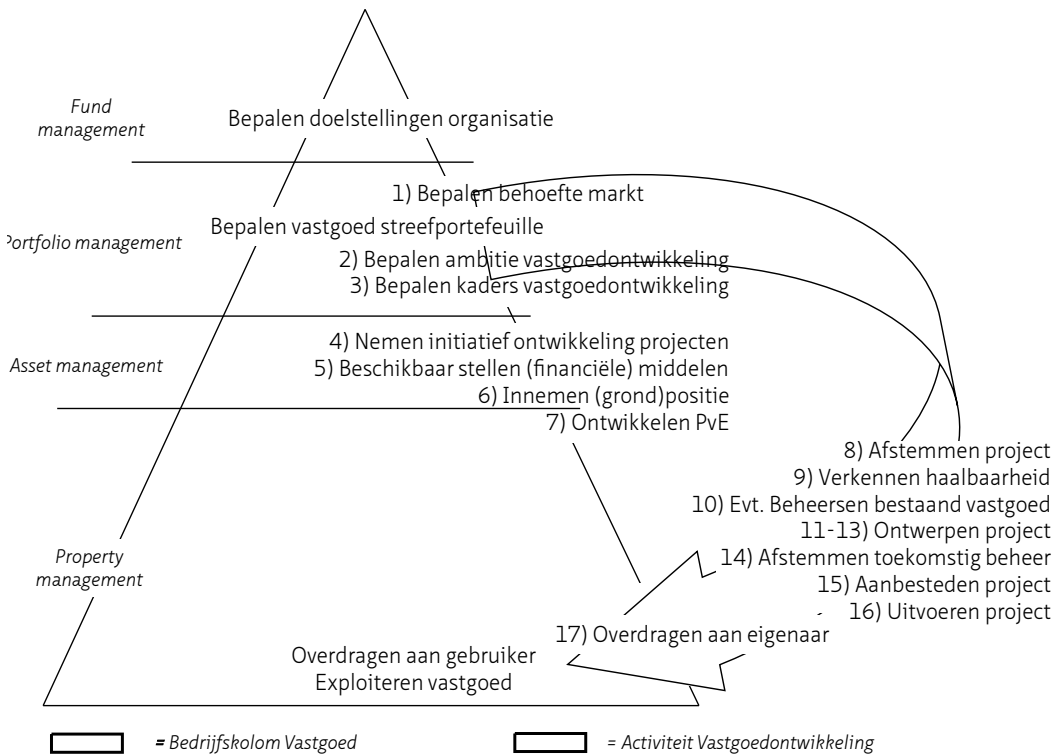 Fund
management
Bepalen doelstellingen organisatie
1) Bepalen behoefte markt
Bepalen vastgoed streefportefeuille
Portfolio management
2) Bepalen ambitie vastgoedontwikkeling
3) Bepalen kaders vastgoedontwikkeling
4) Nemen initiatief ontwikkeling projecten
Asset management
5) Beschikbaar stellen (financiële) middelen
6) Innemen (grond)positie
7) Ontwikkelen PvE
8) Afstemmen project
9) Verkennen haalbaarheid
10) Evt. Beheersen bestaand vastgoed
11-13) Ontwerpen project
14) Afstemmen toekomstig beheer
15) Aanbesteden project
16) Uitvoeren project
Property
management
17) Overdragen aan eigenaar
Overdragen aan gebruiker
Exploiteren vastgoed
= Bedrijfskolom Vastgoed
= Activiteit Vastgoedontwikkeling